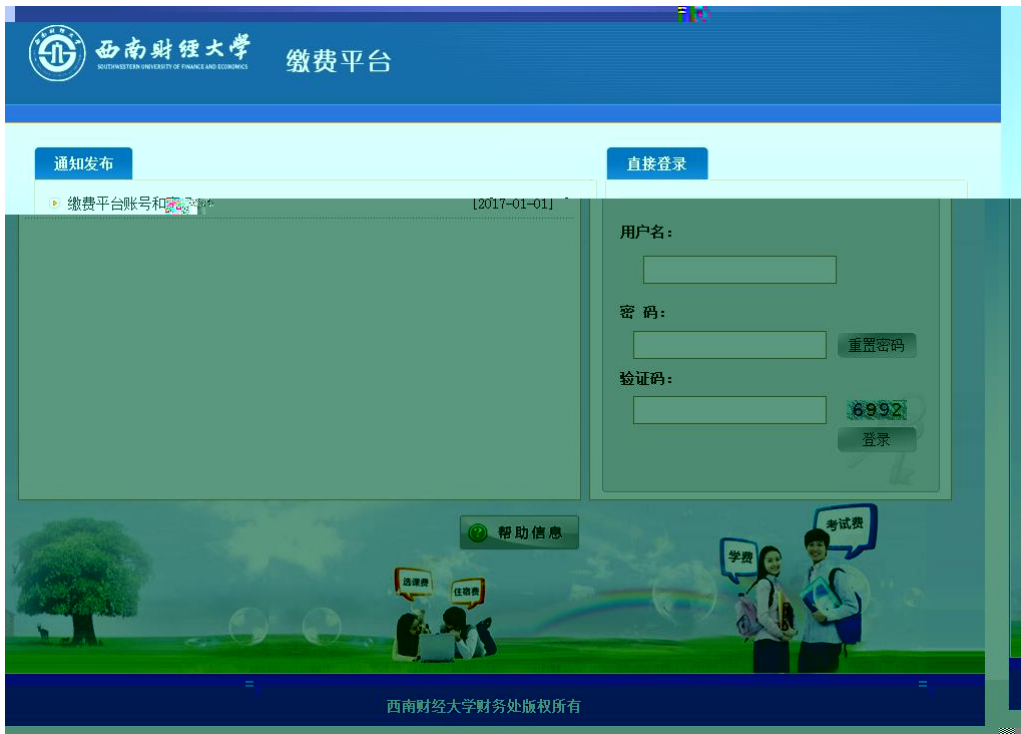 西南财经大学
SOUTHWESTERN UNIVERSITY OF FINANCE AND ECONOMICS
缴费平台
通知发布
缴费平台账号和
[2017-01-01]
直接登录
用户名：
密 码：
重置密码
验证码：
6992
登录
帮助信息
选课费
住宿费
学费
考试费
西南财经大学财务处版权所有